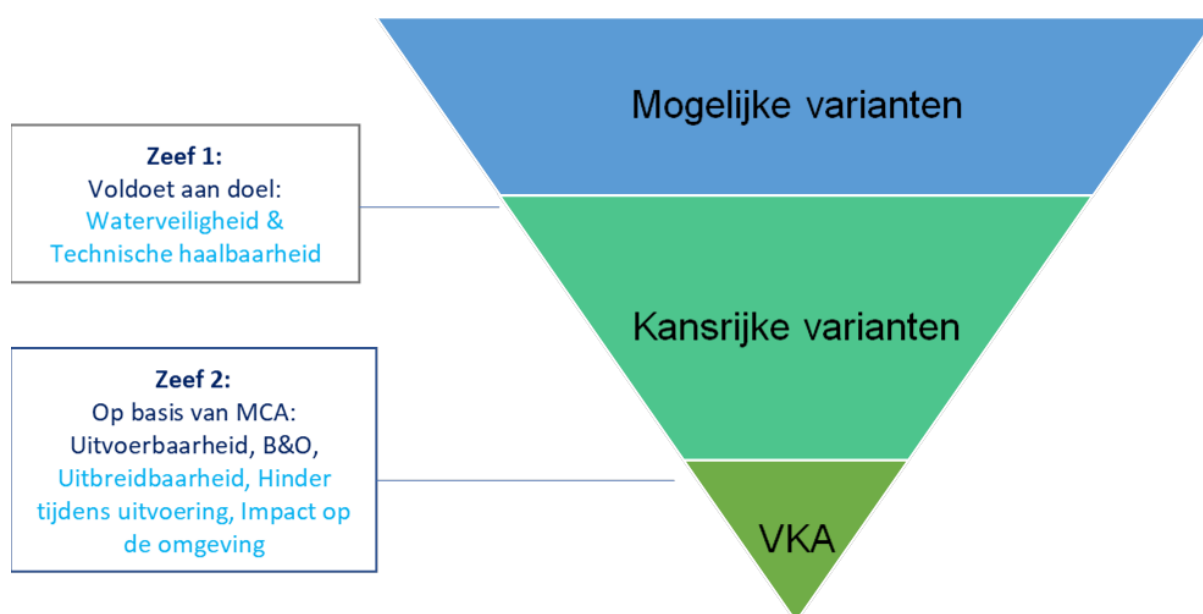 Mogelijke varianten
Zeef 1:
Voldoet aan doel:
Waterveiligheid &
Technische haalbaarheid
Kansrijke varianten
Zeef 2:
Op basis van MCA:
Uitvoerbaarheid, B&O,
Uitbreidbaarheid, Hinder
tijdens uitvoering, Impact op
de omgeving
VKA